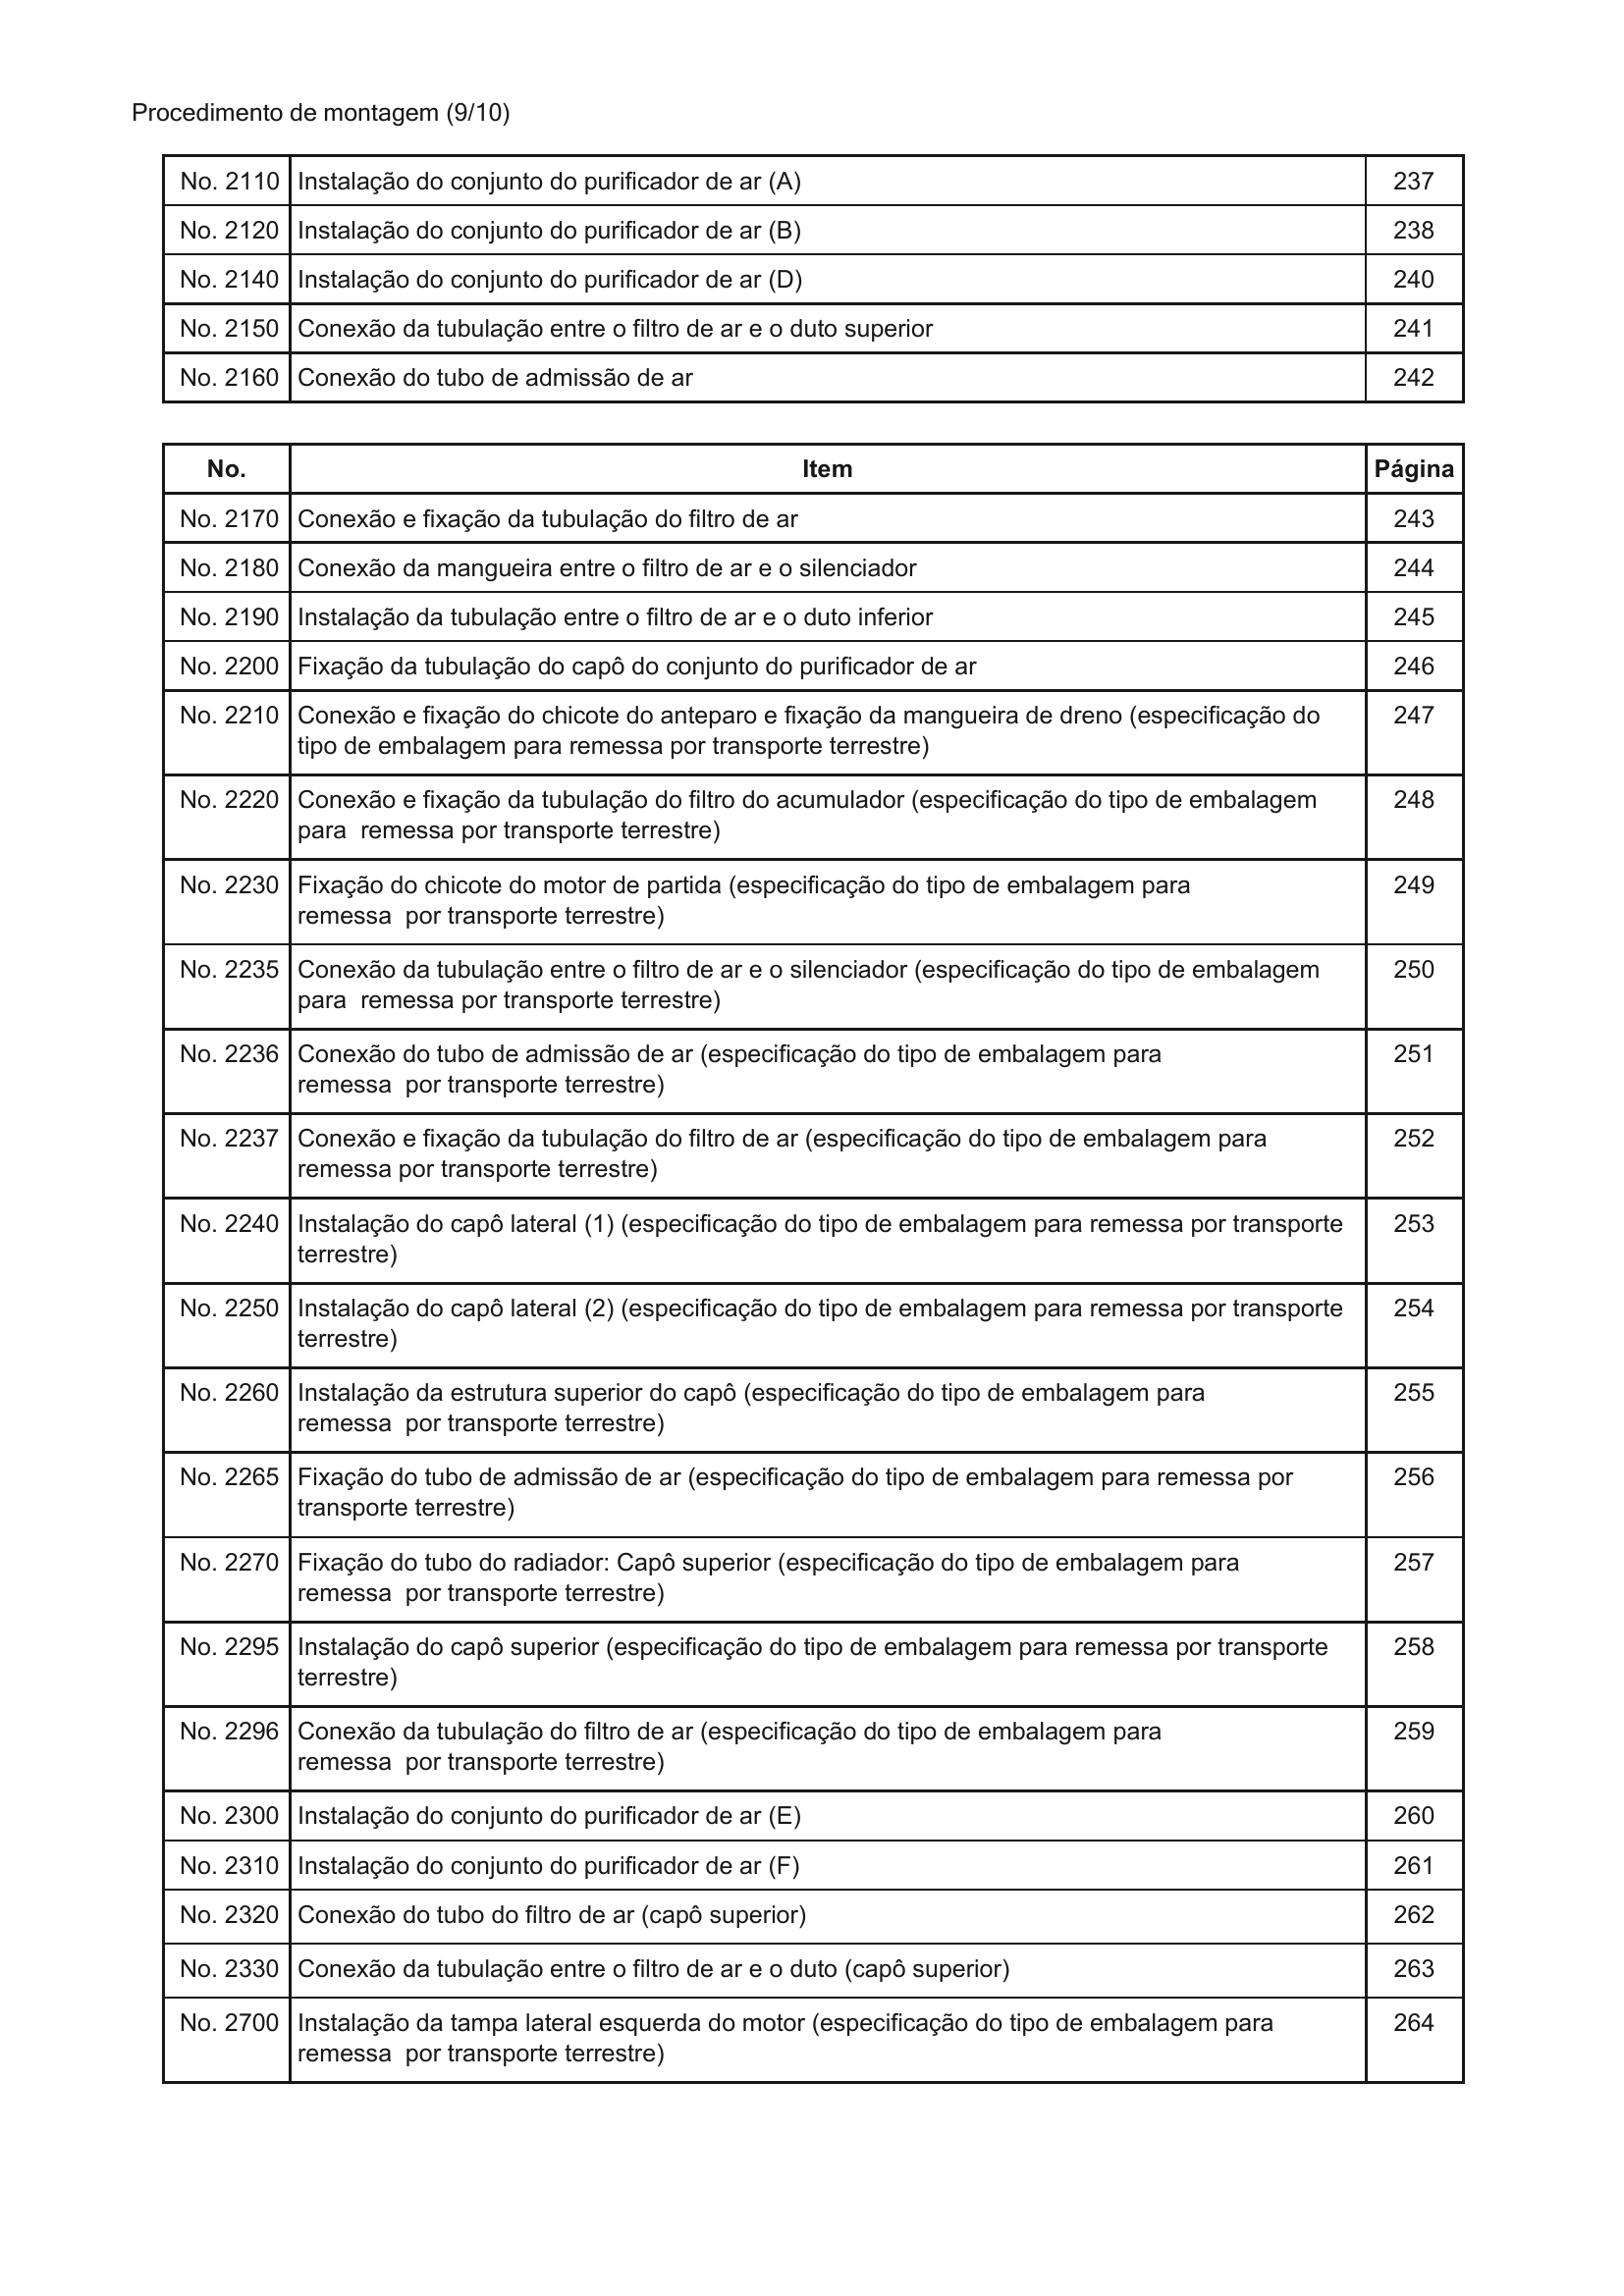 Procedimento de montagem (9/10)
No. 2110 Instalação do conjunto do purificador de ar (A) 237
No. 2120 Instalação do conjunto do purificador de ar (B) 238
No. 2140 Instalação do conjunto do purificador de ar (D) 240
No. 2150 Conexão da tubulação entre o filtro de ar e o duto superior 241
No. 2160 Conexão do tubo de admissão de ar 242
No. Item Página
No. 2170 Conexão e fixação da tubulação do filtro de ar 243
No. 2180 Conexão da mangueira entre o filtro de ar e o silenciador 244
No. 2190 Instalação da tubulação entre o filtro de ar e o duto inferior 245
No. 2200 Fixação da tubulação do capô do conjunto do purificador de ar 246
No. 2210 Conexão e fixação do chicote do anteparo e fixação da mangueira de dreno (especificação do 247
tipo de embalagem para remessa por transporte terrestre)
No. 2220 Conexão e fixação da tubulação do filtro do acumulador (especificação do tipo de embalagem 248
para remessa por transporte terrestre)
No. 2230 Fixação do chicote do motor de partida (especificação do tipo de embalagem para 249
remessa por transporte terrestre)
No. 2235 Conexão da tubulação entre o filtro de ar e o silenciador (especificação do tipo de embalagem 250
para remessa por transporte terrestre)
No. 2236 Conexão do tubo de admissão de ar (especificação do tipo de embalagem para 251
remessa por transporte terrestre)
No. 2237 Conexão e fixação da tubulação do filtro de ar (especificação do tipo de embalagem para 252
remessa por transporte terrestre)
No. 2240 Instalação do capô lateral (1) (especificação do tipo de embalagem para remessa por transporte 253
terrestre)
No. 2250 Instalação do capô lateral (2) (especificação do tipo de embalagem para remessa por transporte 254
terrestre)
No. 2260 Instalação da estrutura superior do capô (especificação do tipo de embalagem para 255
remessa por transporte terrestre)
No. 2265 Fixação do tubo de admissão de ar (especificação do tipo de embalagem para remessa por 256
transporte terrestre)
No. 2270 Fixação do tubo do radiador: Capô superior (especificação do tipo de embalagem para 257
remessa por transporte terrestre)
No. 2295 Instalação do capô superior (especificação do tipo de embalagem para remessa por transporte 258
terrestre)
No. 2296 Conexão da tubulação do filtro de ar (especificação do tipo de embalagem para 259
remessa por transporte terrestre)
No. 2300 Instalação do conjunto do purificador de ar (E) 260
No. 2310 Instalação do conjunto do purificador de ar (F) 261
No. 2320 Conexão do tubo do filtro de ar (capô superior) 262
No. 2330 Conexão da tubulação entre o filtro de ar e o duto (capô superior) 263
No. 2700 Instalação da tampa lateral esquerda do motor (especificação do tipo de embalagem para 264
remessa por transporte terrestre)